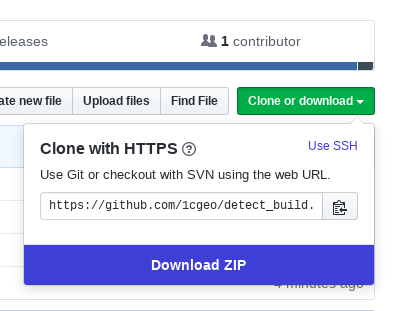 eleases
1 contributor
ate new file
Upload files
Find File
Clone or download
Clone with HTTPS
Use SSH
Use Git or checkout with SVN using the web URL.
https://github.com/1cgeo/detect_build.
Download ZIP
4 minutes ago